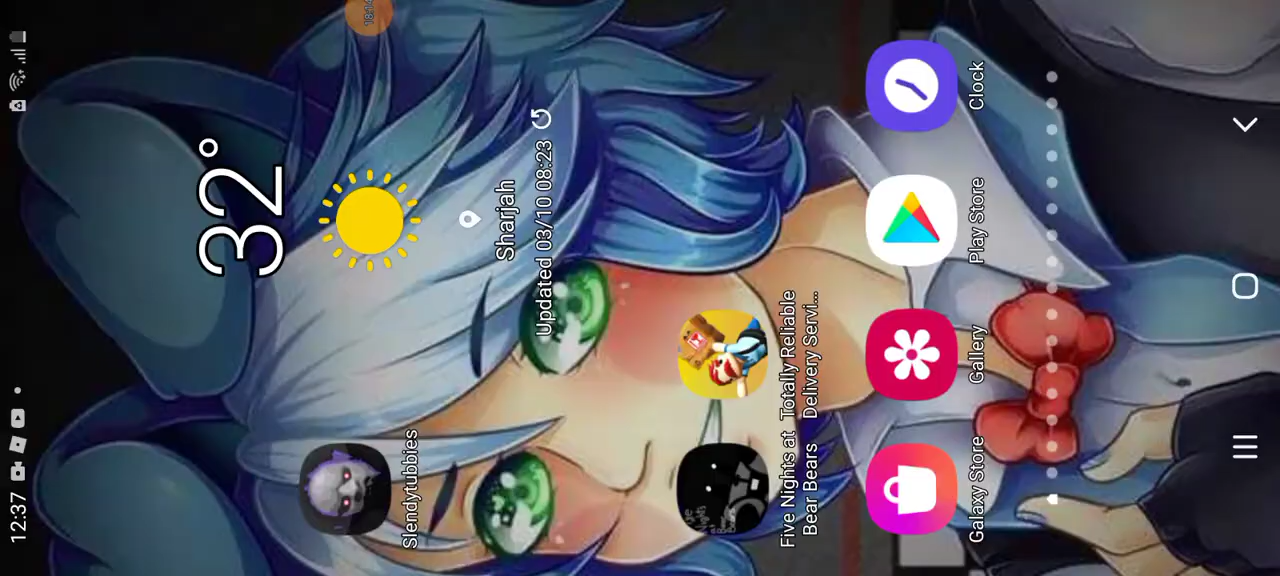 12:37
32°
Sharjah
Updated 03/10 08:23
Slendytubbies
Five Nights at
Bear Bears
Totally Reliable
Delivery Servi...
Galaxy Store
Gallery
Play Store
Clock